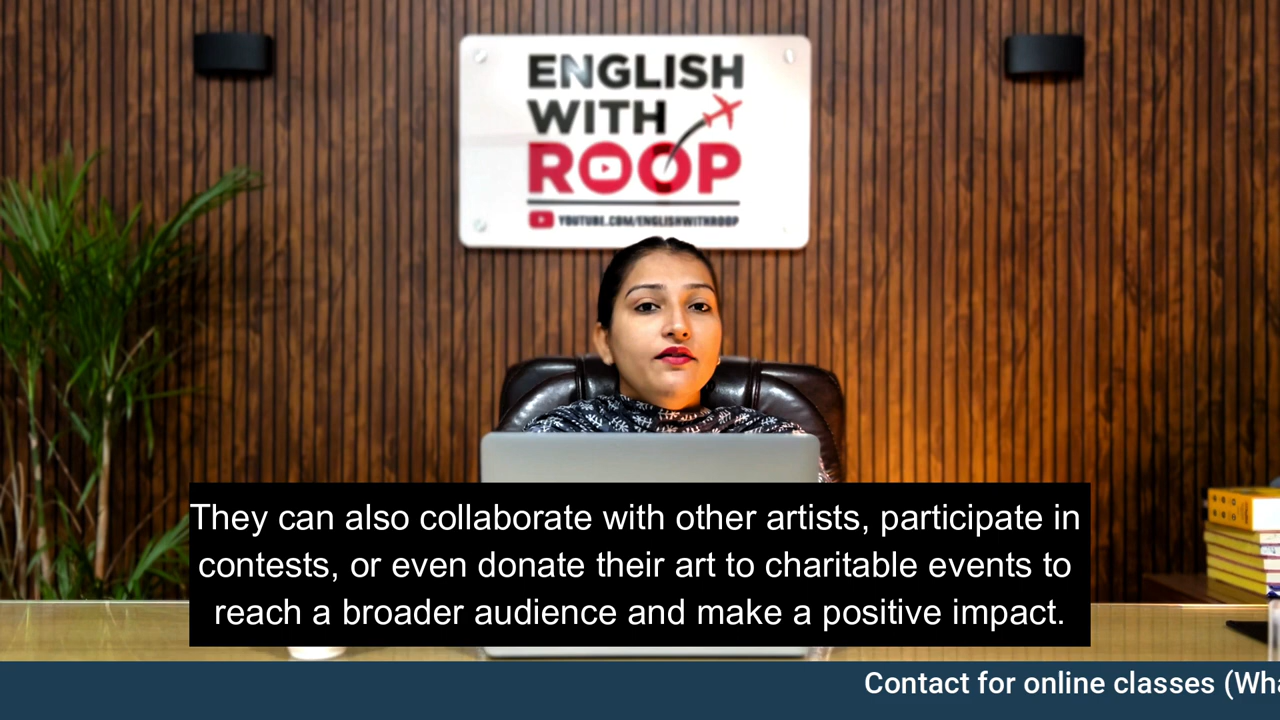 ENGLISH
WITH
ROOP
YOUTUBE.COM/ENGLISHWITHROOP
They can also collaborate with other artists, participate in
contests, or even donate their art to charitable events to
reach a broader audience and make a positive impact.
Contact for online classes (Wha